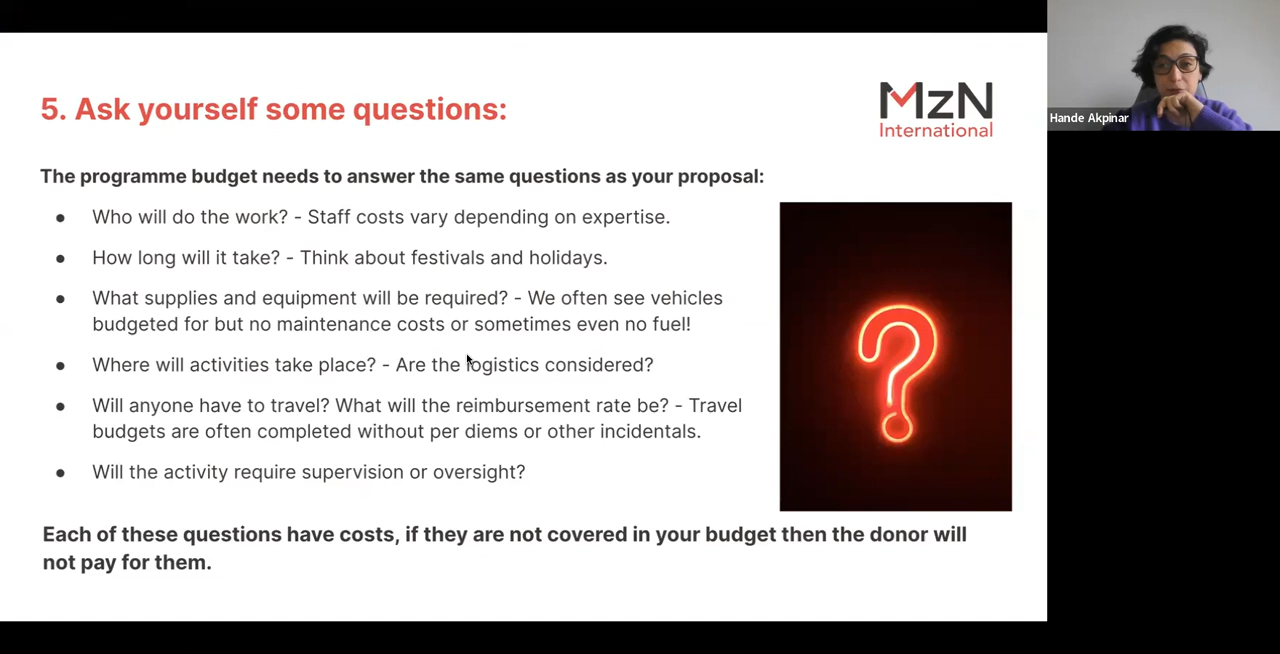 5. Ask yourself some questions:
MzN
International
Hande Akpinar
The programme budget needs to answer the same questions as your proposal:
● Who will do the work? - Staff costs vary depending on expertise.
● How long will it take? - Think about festivals and holidays.
● What supplies and equipment will be required? - We often see vehicles
budgeted for but no maintenance costs or sometimes even no fuel!
● Where will activities take place? - Are the logistics considered?
● Will anyone have to travel? What will the reimbursement rate be? - Travel
budgets are often completed without per diems or other incidentals.
● Will the activity require supervision or oversight?
Each of these questions have costs, if they are not covered in your budget then the donor will
not pay for them.